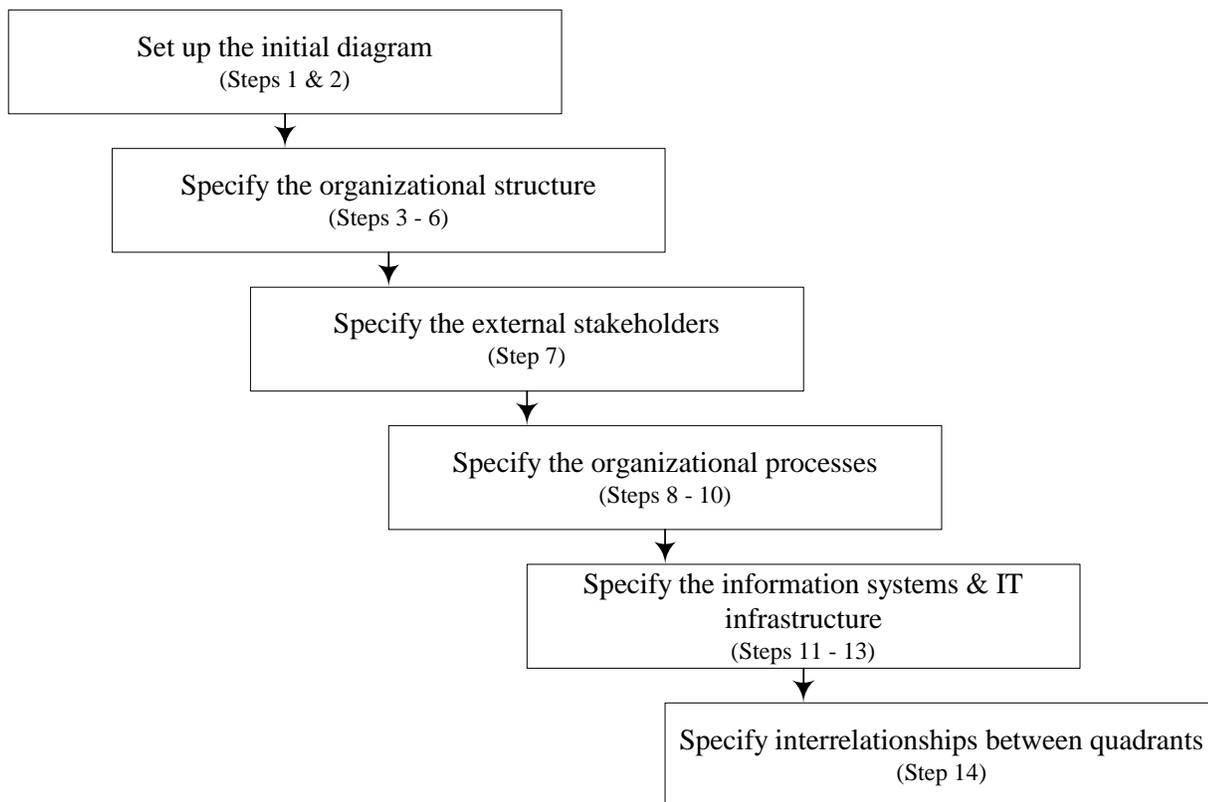 Set up the initial diagram
(Steps 1 & 2)
Specify the organizational structure
(Steps 3 - 6)
Specify the external stakeholders
(Step 7)
Specify the organizational processes
(Steps 8 - 10)
Specify the information systems & IT
infrastructure
(Steps 11 - 13)
Specify interrelationships between quadrants
(Step 14)